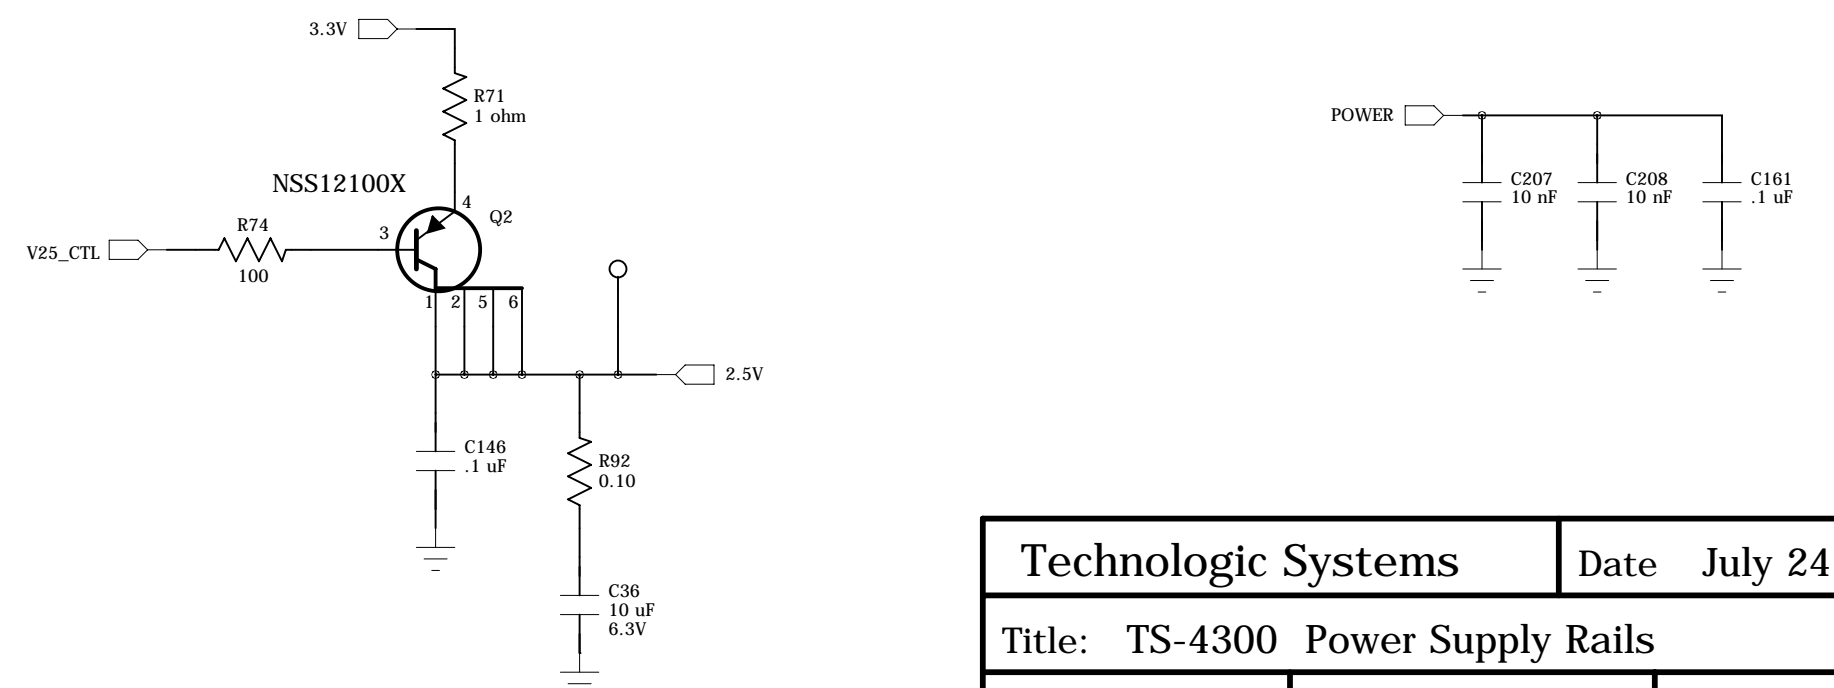 3.3V
R71
1 ohm
NSS12100X
4
Q2
R74
3
V25_CTL
100
1 2 5 6
2.5V
C146
.1 uF
R92
0.10
C36
10 uF
6.3V
POWER
C207
10 nF
C208
10 nF
C161
.1 uF
Technologic Systems
Date July 24
Title: TS-4300 Power Supply Rails